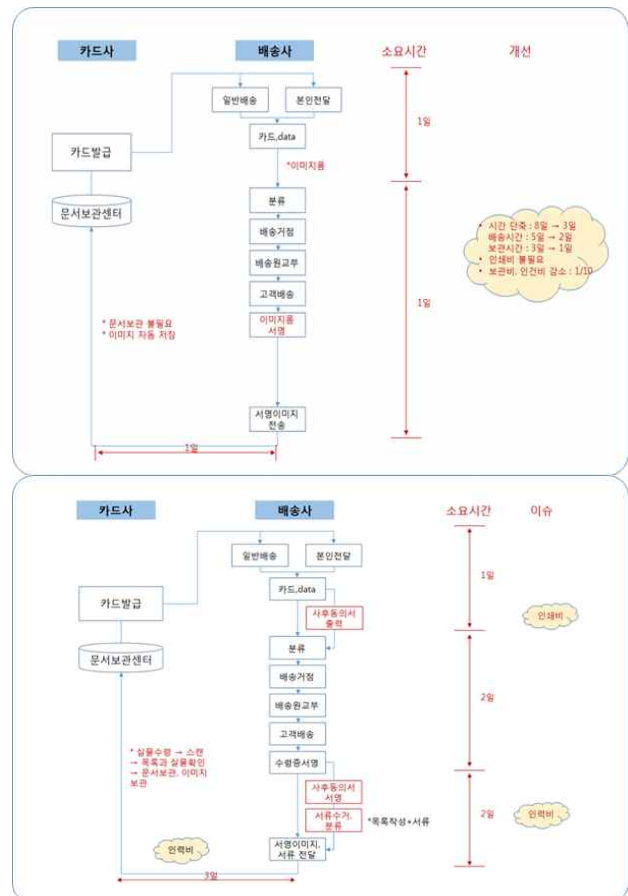 카드사
배송사
소요시간
개선
일반배송
본인전달
1일
카드,data
카드발급
*이미지폼
분류
문서보관센터
배송거점
• 시간 단축 : 8일 → 3일
배송시간 : 5일 → 2일
보관시간 : 3일 → 1일
• 인쇄비 불필요
• 보관비, 인건비 감소 : 1/10
배송원교부
고객배송
1일
이미지폼
서명
* 문서보관 불필요
* 이미지 자동 저장
서명이미지
전송
1일
카드사
배송사
소요시간
이슈
일반배송
본인전달
1일
카드,data
카드발급
사후동의서
출력
인쇄비
분류
문서보관센터
배송거점
배송원교부
2일
고객배송
* 실물수령 → 스캔
→ 목록과 실물확인
→ 문서보관, 이미지
보관
수령증서명
사후동의서
서명
서류수거,
분류
*목록작성+서류
2일
인력비
서명이미지,
서류 전달
인력비
3일